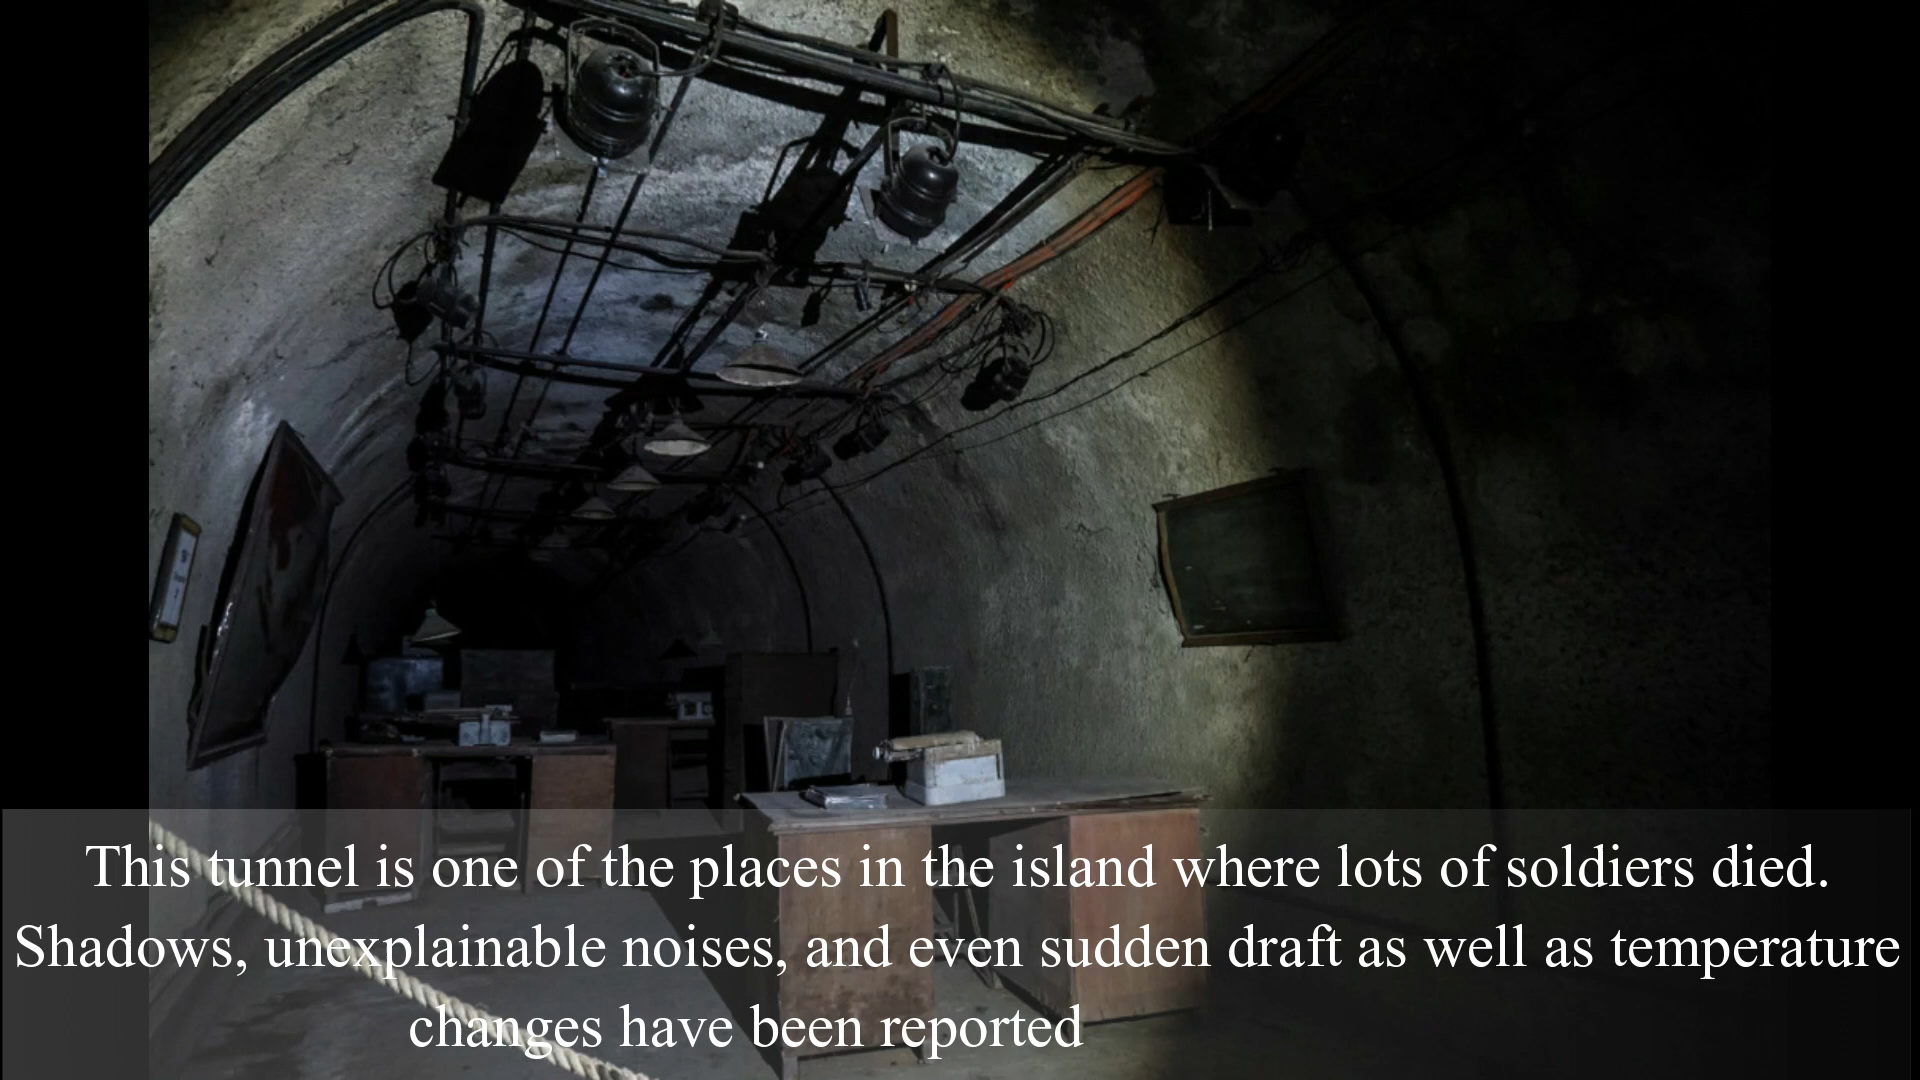 This tunnel is one of the places in the island where lots of soldiers died.
Shadows, unexplainable noises, and even sudden draft as well as temperature
changes have been reported